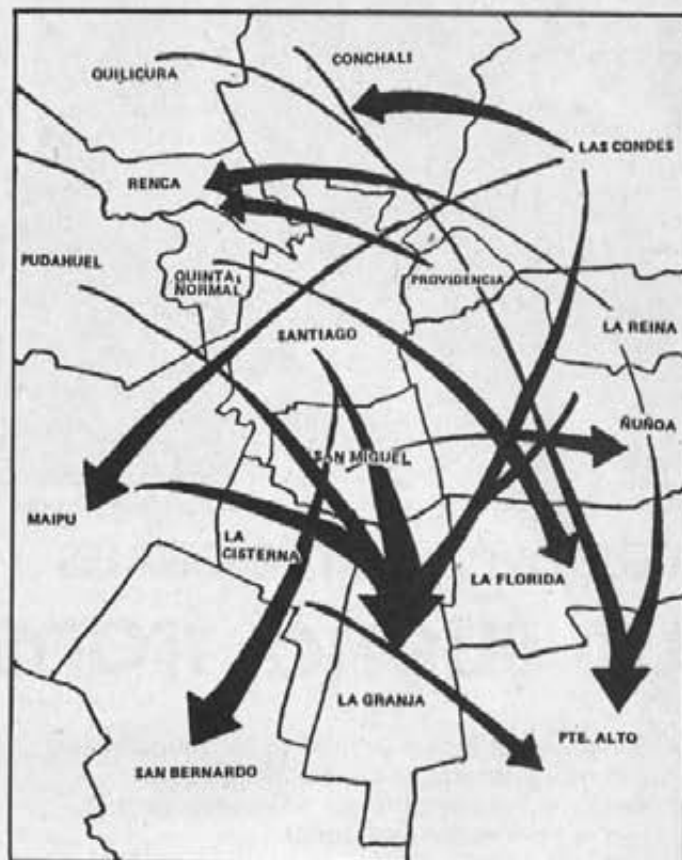 CONCHALI
QUILICURA
LAS CONDES
RENCA
PUDAHUEL
QUINTA
NORMAL
PROVIDENCIA
SANTIAGO
LA REINA
ÑUÑOA
SAN MIGUEL
MAIPU
LA
CISTERNA
LA FLORIDA
LA GRANJA
PTE. ALTO
SAN BERNARDO